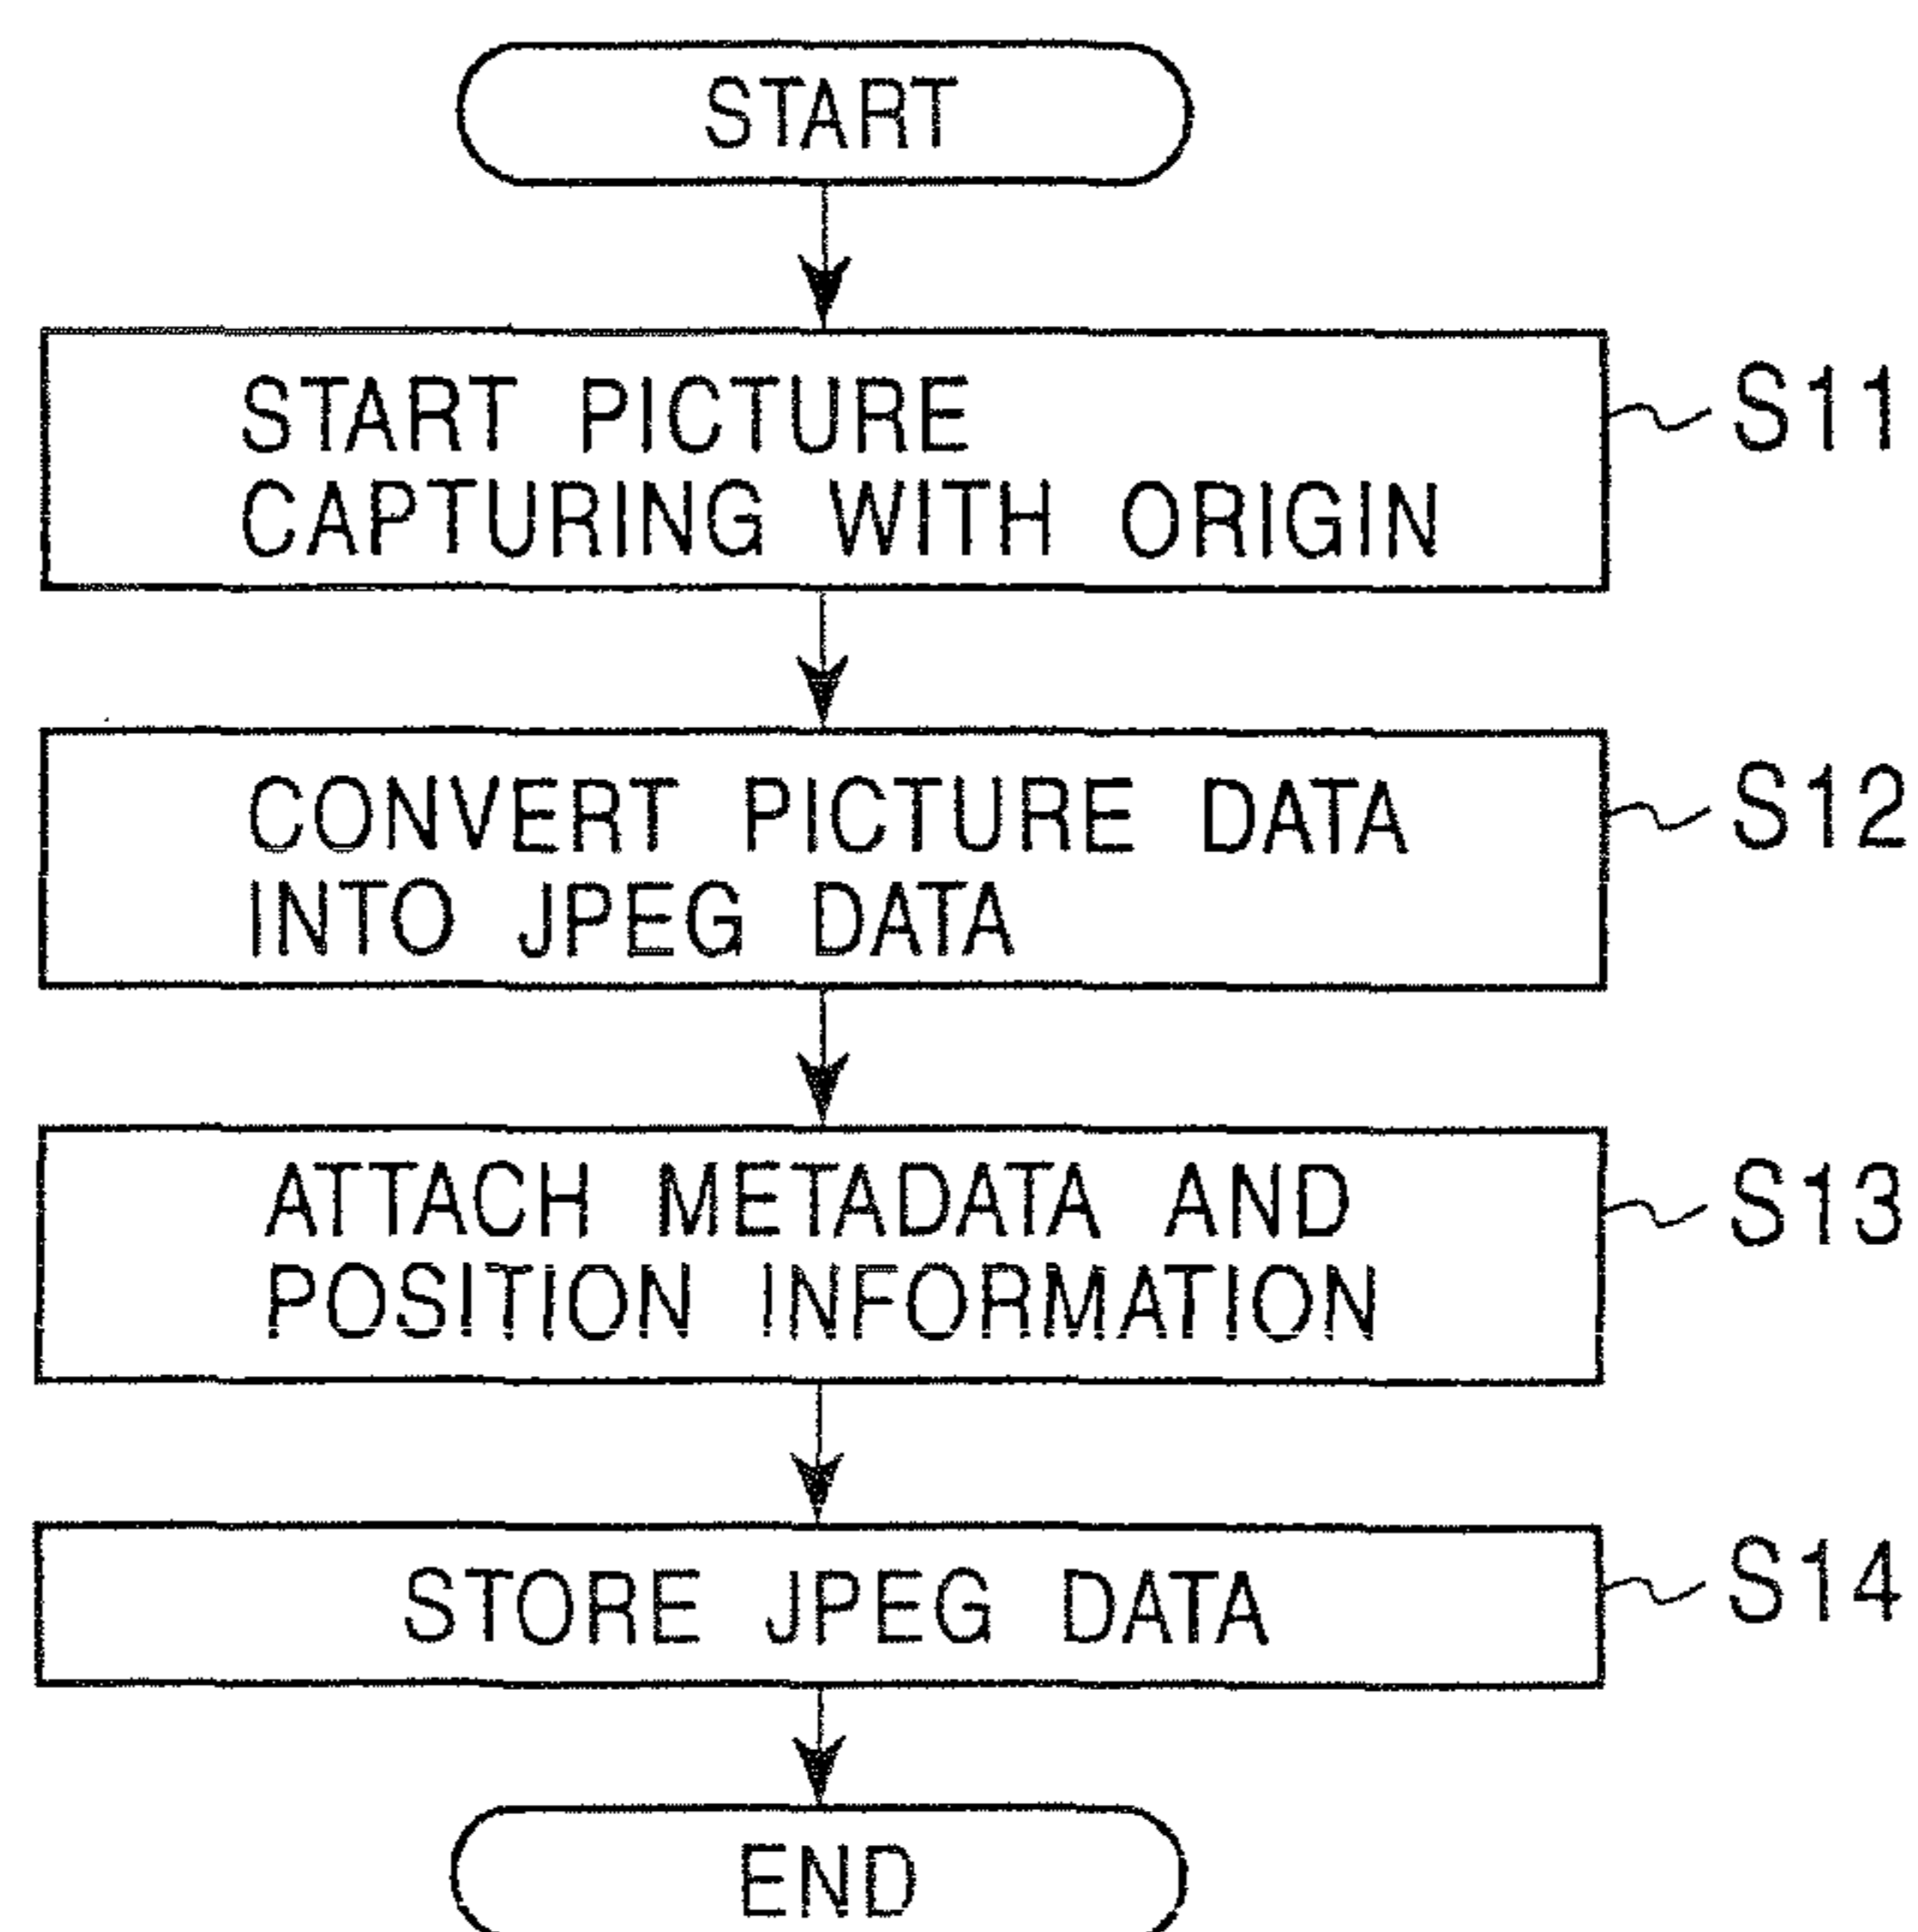 START
START PICTURE
CAPTURING WITH ORIGIN
S11
CONVERT PICTURE DATA
INTO JPEG DATA
S12
ATTACH METADATA AND
POSITION INFORMATION
S13
STORE JPEG DATA
S14
END